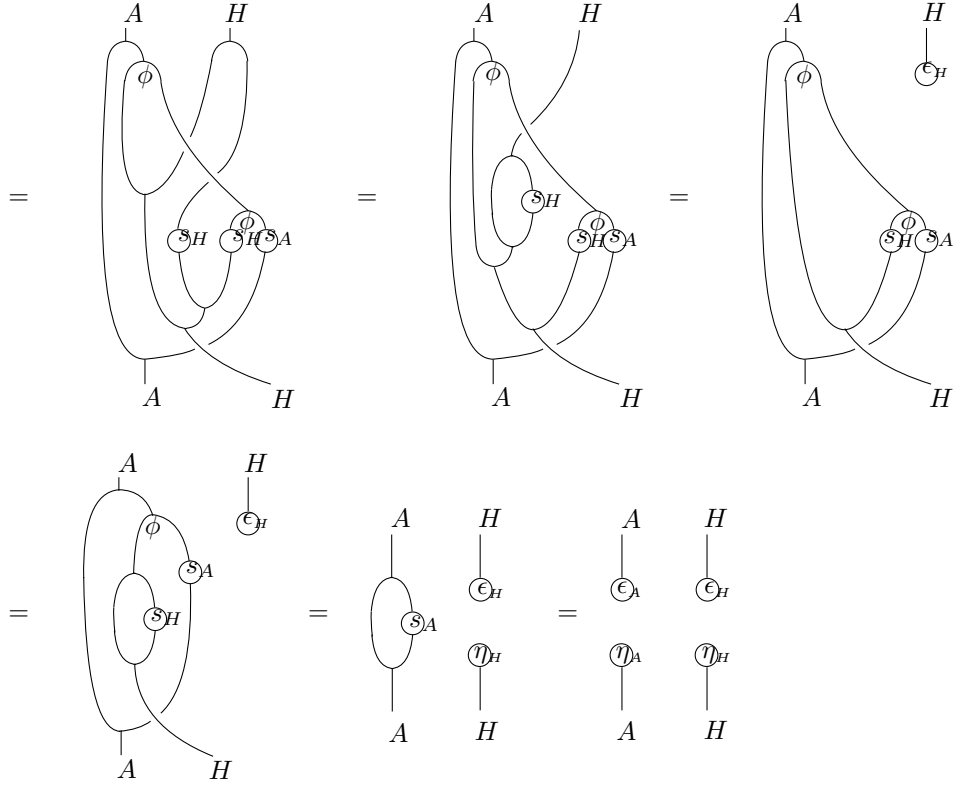 A H A H A H
ϕ ϕ ϕ ϵ_H
= = =
s_H
ϕ ϕ ϕ
s_H s_H s_A s_H s_A s_H s_A
A H A H A H
A H
ϕ ϵ_H A H A H
s_A
ϵ_H ϵ_A ϵ_H
= s_H = s_A =
η_H η_A η_H
A H A H
A H